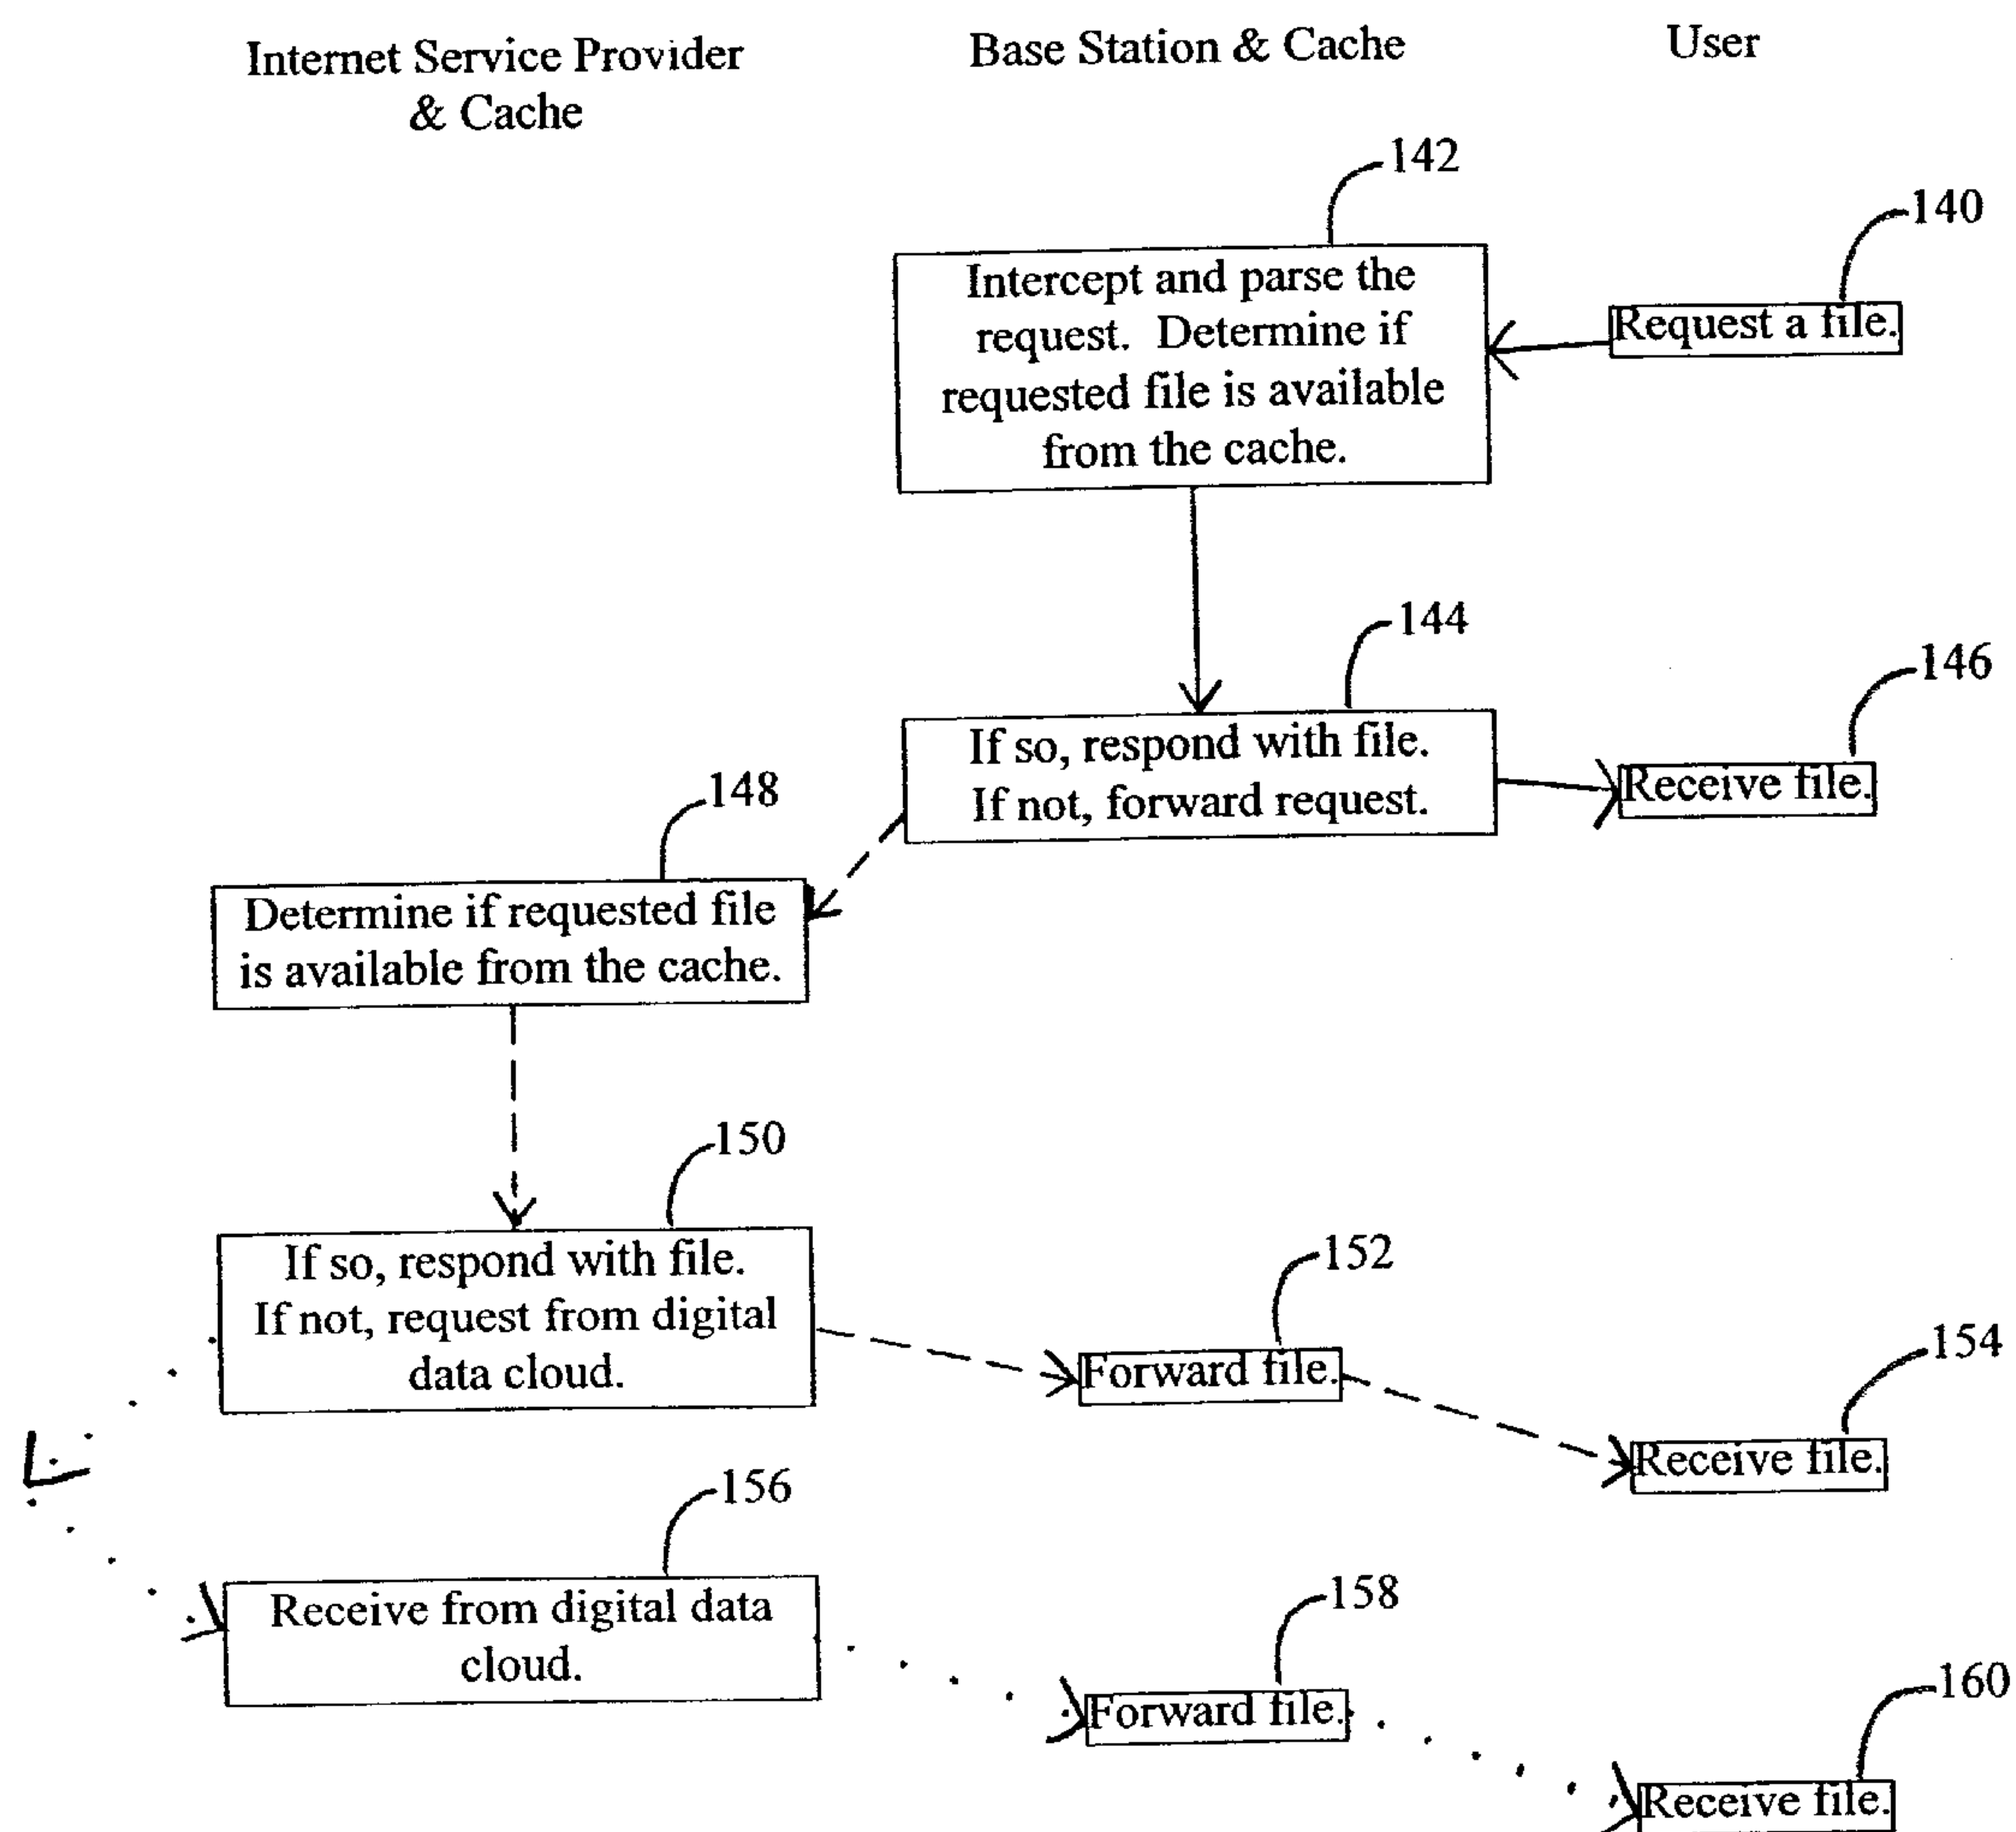 Internet Service Provider
& Cache
Base Station & Cache
User
142
140
Intercept and parse the
request. Determine if
requested file is available
from the cache.
Request a file.
144
146
If so, respond with file.
If not, forward request.
Receive file.
148
Determine if requested file
is available from the cache.
150
If so, respond with file.
If not, request from digital
data cloud.
152
Forward file.
154
Receive file.
156
Receive from digital data
cloud.
158
Forward file.
160
Receive file.